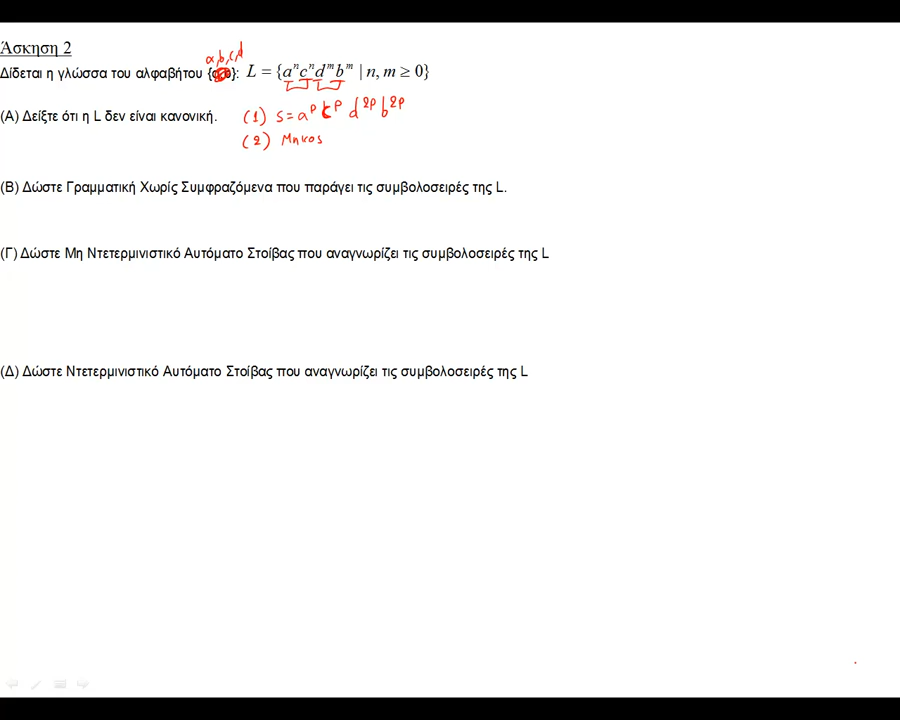 Άσκηση 2
a,b,c,d
Δίδεται η γλώσσα του αλφαβήτου { }: L = {aⁿcⁿdᵐbᵐ | n, m ≥ 0}
(Α) Δείξτε ότι η L δεν είναι κανονική. (1) s = a^p c^p d^2p b^2p
(2) Μηκος
(Β) Δώστε Γραμματική Χωρίς Συμφραζόμενα που παράγει τις συμβολοσειρές της L.
(Γ) Δώστε Μη Ντετερμινιστικό Αυτόματο Στοίβας που αναγνωρίζει τις συμβολοσειρές της L
(Δ) Δώστε Ντετερμινιστικό Αυτόματο Στοίβας που αναγνωρίζει τις συμβολοσειρές της L